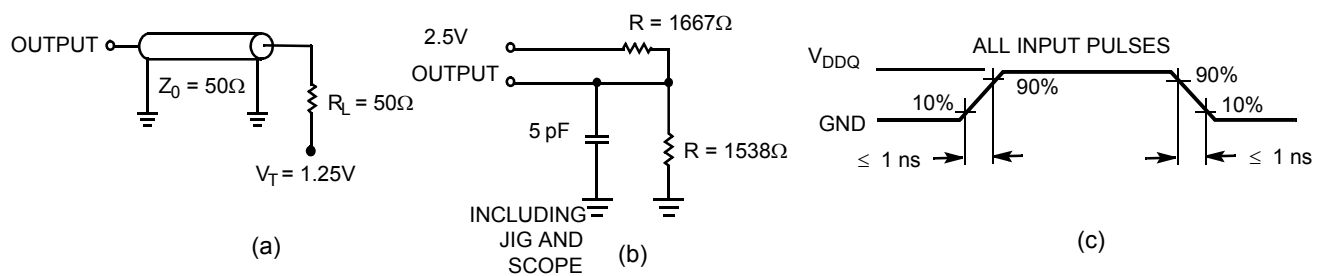 OUTPUT
Z0 = 50Ω
RL = 50Ω
VT = 1.25V
(a)
R = 1667Ω
2.5V
OUTPUT
5 pF
R = 1538Ω
INCLUDING
JIG AND
SCOPE
(b)
ALL INPUT PULSES
VDDQ
GND
10%
90%
90%
10%
≤ 1 ns
≤ 1 ns
(c)